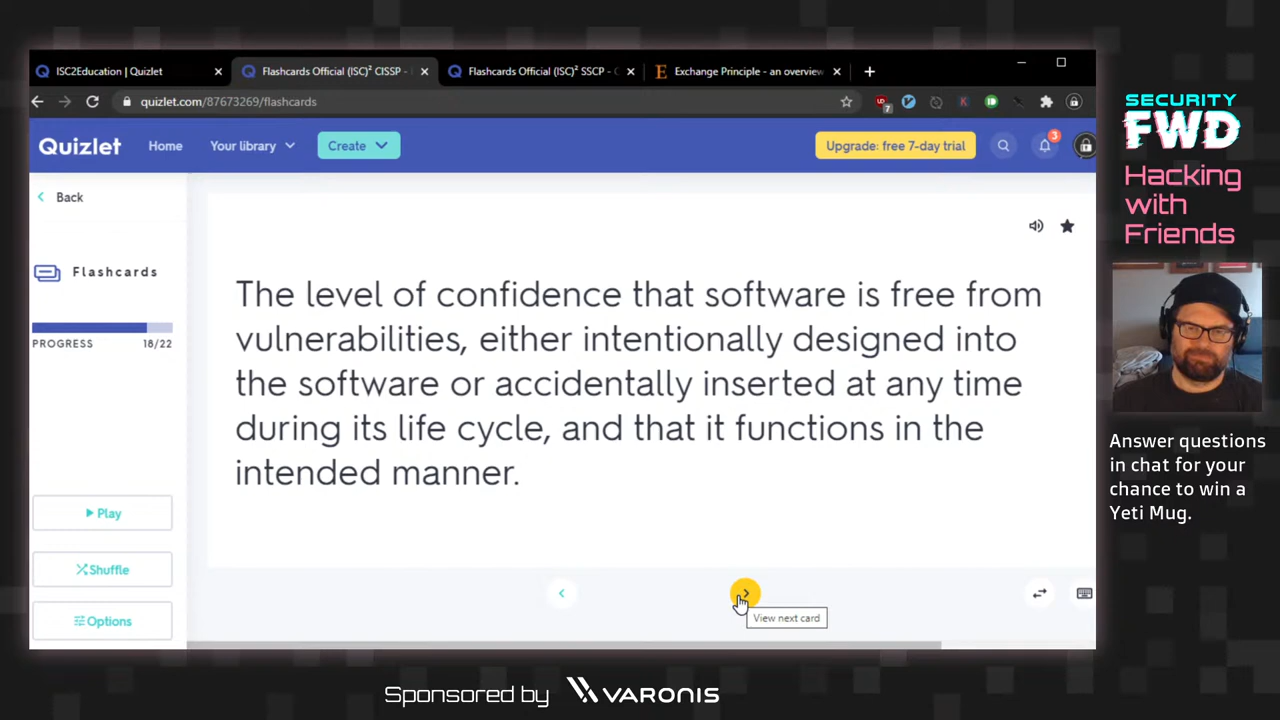 ISC2Education | Quizlet
Flashcards Official (ISC)² CISSP -
Flashcards Official (ISC)² SSCP -
Exchange Principle - an overview
quizlet.com/87673269/flashcards
7
Quizlet
Home
Your library
Create
Upgrade: free 7-day trial
3
Back
Flashcards
PROGRESS
18/22
The level of confidence that software is free from
vulnerabilities, either intentionally designed into
the software or accidentally inserted at any time
during its life cycle, and that it functions in the
intended manner.
Play
Shuffle
Options
View next card
SECURITY
FWD
Hacking
with
Friends
Answer questions
in chat for your
chance to win a
Yeti Mug.
Sponsored by VARONIS